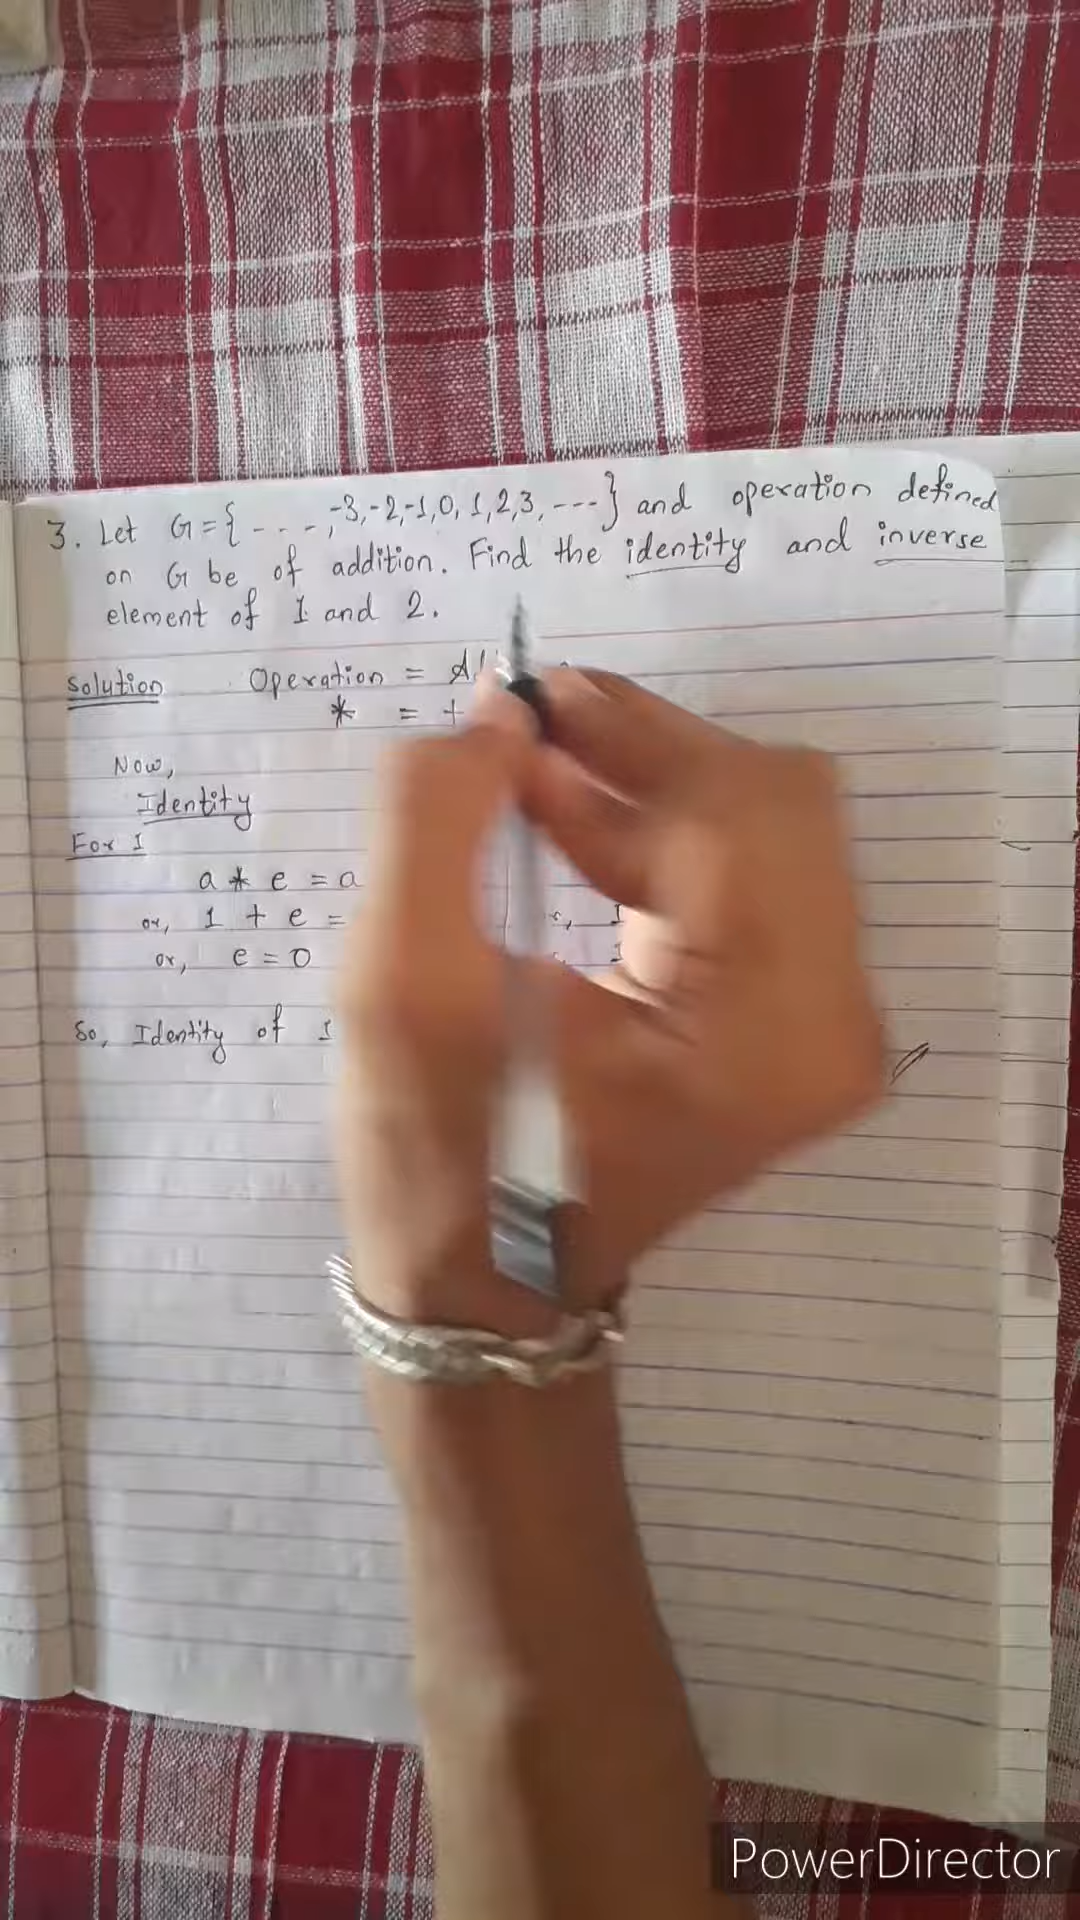 3. Let G={ - - - , -3,-2,-1,0,1,2,3, ---} and operation defined
on G be of addition. Find the identity and inverse
element of 1 and 2.
Solution Operation =
* = +
Now,
Identity
For 1
a * e = a
or, 1 + e =
or, e = 0
So, Identity of 1
PowerDirector